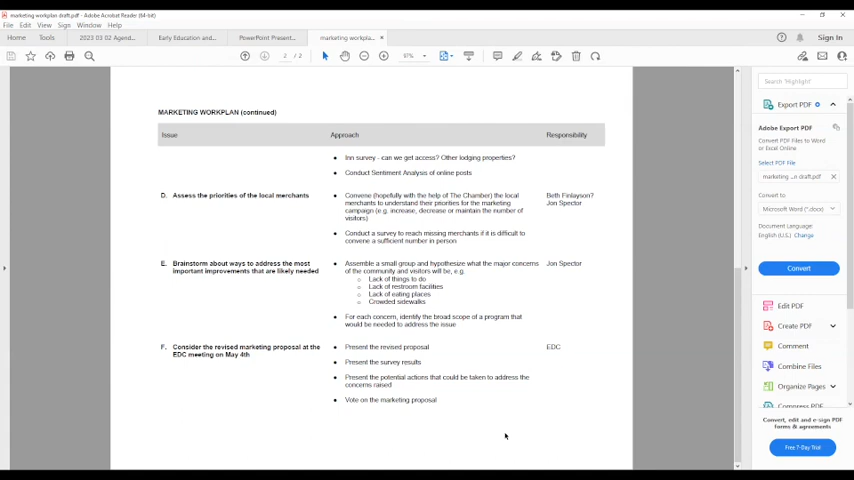 marketing workplan draft.pdf - Adobe Acrobat Reader (64-bit)
File Edit View Sign Window Help
Home Tools 2023 03 02 Agend... Early Education and... PowerPoint Present... marketing workpla... × Sign In
2 / 2 97%
MARKETING WORKPLAN (continued)
Issue Approach Responsibility
• Inn survey - can we get access? Other lodging properties?
• Conduct Sentiment Analysis of online posts
D. Assess the priorities of the local merchants
• Convene (hopefully with the help of The Chamber) the local
merchants to understand their priorities for the marketing
campaign (e.g. increase, decrease or maintain the number of
visitors)
• Conduct a survey to reach missing merchants if it is difficult to
convene a sufficient number in person
Beth Finlayson?
Jon Spector
E. Brainstorm about ways to address the most
important improvements that are likely needed
• Assemble a small group and hypothesize what the major concerns
of the community and visitors will be, e.g.
o Lack of things to do
o Lack of restroom facilities
o Lack of eating places
o Crowded sidewalks
• For each concern, identify the broad scope of a program that
would be needed to address the issue
Jon Spector
F. Consider the revised marketing proposal at the
EDC meeting on May 4th
• Present the revised proposal
• Present the survey results
• Present the potential actions that could be taken to address the
concerns raised
• Vote on the marketing proposal
EDC
Search 'Highlight'
Export PDF
Adobe Export PDF
Convert PDF Files to Word
or Excel Online
Select PDF File
marketing ...n draft.pdf ×
Convert to
Microsoft Word (*.docx)
Document Language:
English (U.S.) Change
Convert
Edit PDF
Create PDF
Comment
Combine Files
Organize Pages
Compress PDF
Convert, edit and e-sign PDF
forms & agreements
Free 7-Day Trial